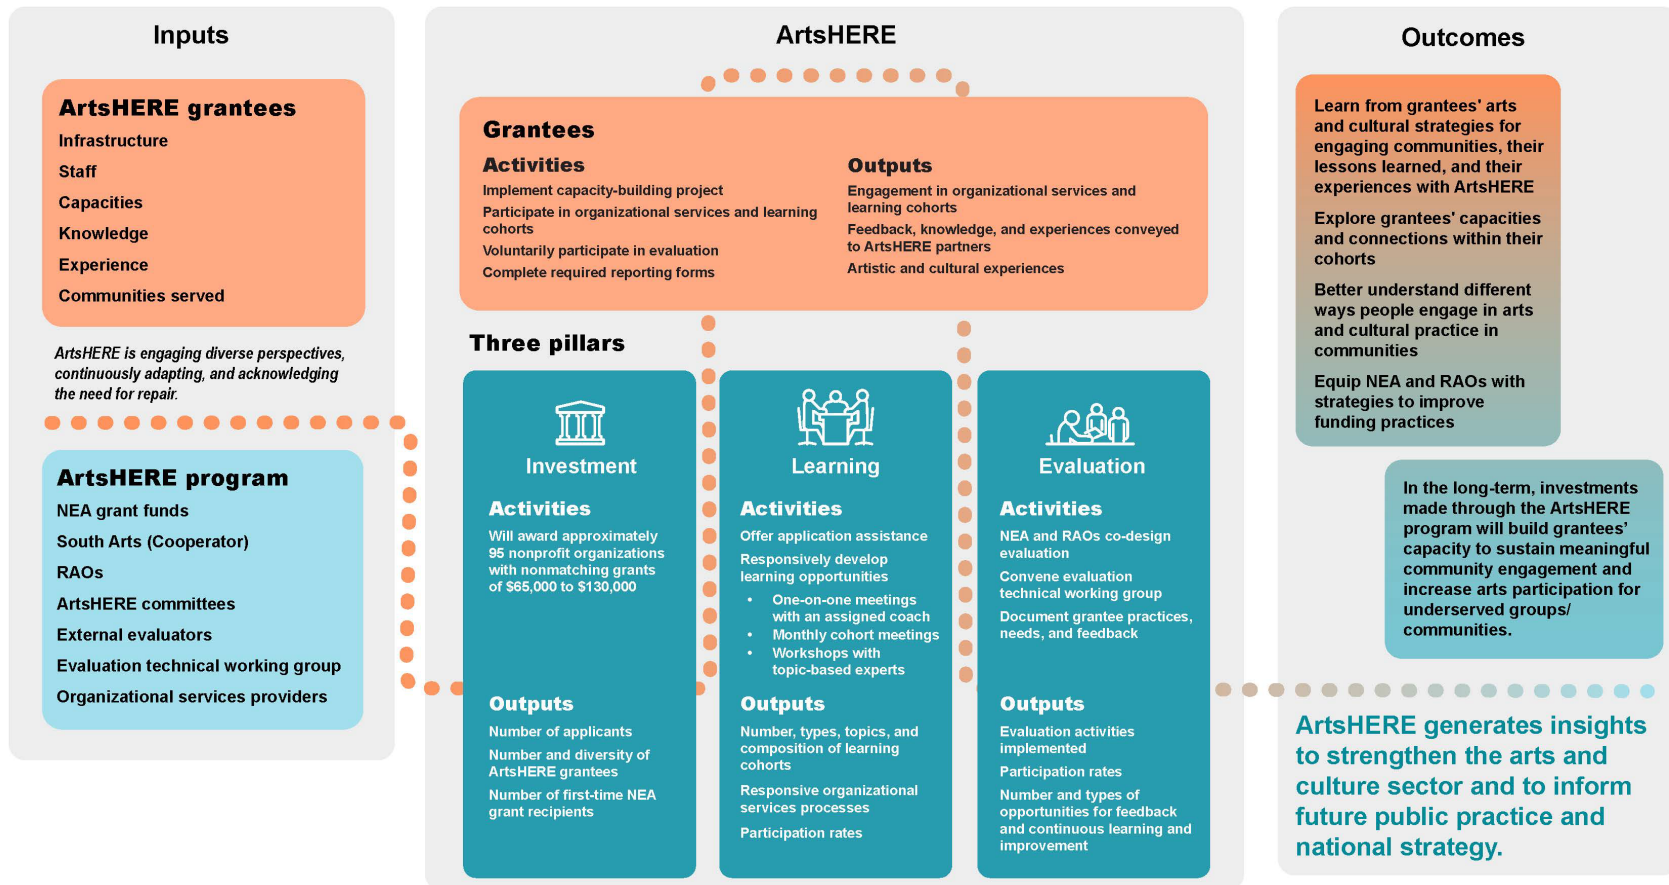 Inputs
ArtsHERE grantees
Infrastructure
Staff
Capacities
Knowledge
Experience
Communities served
ArtsHERE is engaging diverse perspectives,
continuously adapting, and acknowledging
the need for repair.
ArtsHERE program
NEA grant funds
South Arts (Cooperator)
RAOs
ArtsHERE committees
External evaluators
Evaluation technical working group
Organizational services providers
ArtsHERE
Grantees
Activities
Implement capacity-building project
Participate in organizational services and learning
cohorts
Voluntarily participate in evaluation
Complete required reporting forms
Outputs
Engagement in organizational services and
learning cohorts
Feedback, knowledge, and experiences conveyed
to ArtsHERE partners
Artistic and cultural experiences
Three pillars
Investment
Activities
Will award approximately
95 nonprofit organizations
with nonmatching grants
of $65,000 to $130,000
Outputs
Number of applicants
Number and diversity of
ArtsHERE grantees
Number of first-time NEA
grant recipients
Learning
Activities
Offer application assistance
Responsively develop
learning opportunities
• One-on-one meetings
with an assigned coach
• Monthly cohort meetings
• Workshops with
topic-based experts
Outputs
Number, types, topics, and
composition of learning
cohorts
Responsive organizational
services processes
Participation rates
Evaluation
Activities
NEA and RAOs co-design
evaluation
Convene evaluation
technical working group
Document grantee practices,
needs, and feedback
Outputs
Evaluation activities
implemented
Participation rates
Number and types of
opportunities for feedback
and continuous learning and
improvement
Outcomes
Learn from grantees' arts
and cultural strategies for
engaging communities, their
lessons learned, and their
experiences with ArtsHERE
Explore grantees' capacities
and connections within their
cohorts
Better understand different
ways people engage in arts
and cultural practice in
communities
Equip NEA and RAOs with
strategies to improve
funding practices
In the long-term, investments
made through the ArtsHERE
program will build grantees’
capacity to sustain meaningful
community engagement and
increase arts participation for
underserved groups/
communities.
ArtsHERE generates insights
to strengthen the arts and
culture sector and to inform
future public practice and
national strategy.